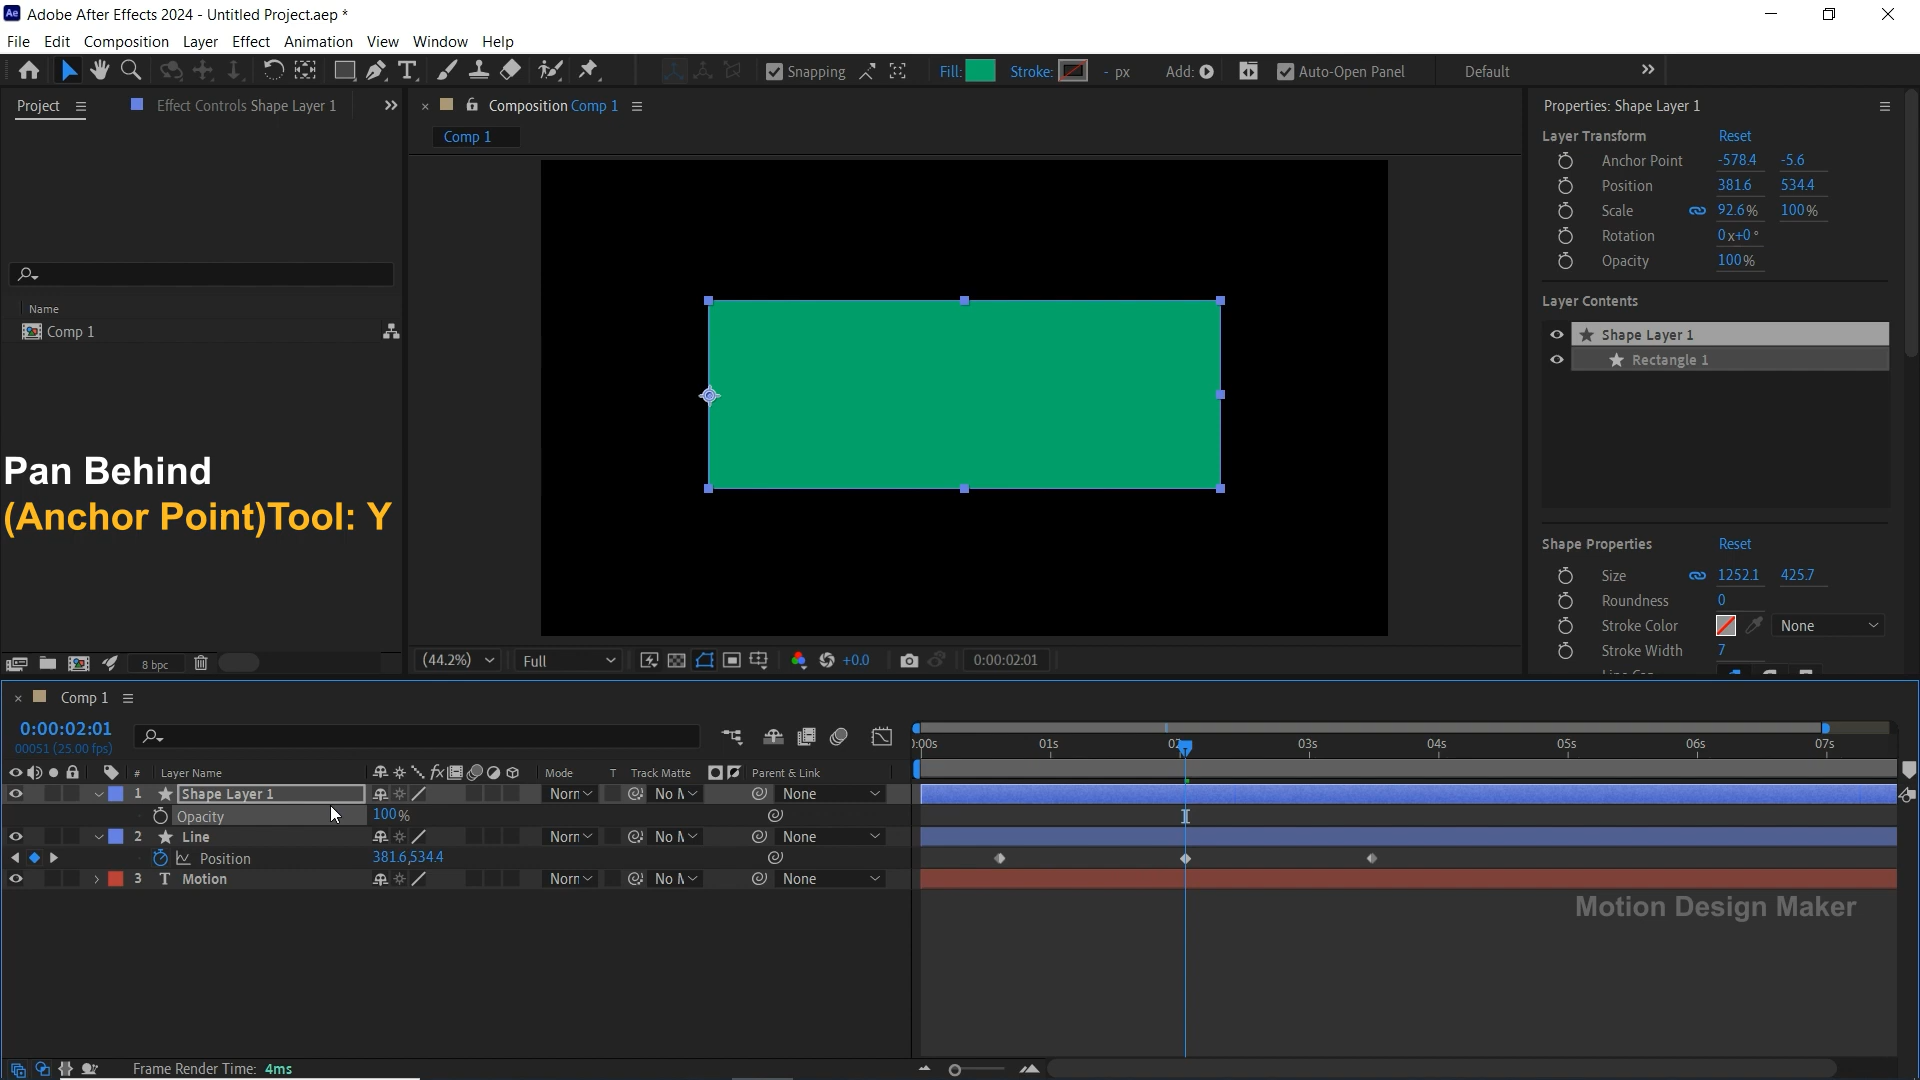 Adobe After Effects 2024 - Untitled Project.aep *
File Edit Composition Layer Effect Animation View Window Help
Snapping Fill: Stroke: - px Add: Auto-Open Panel Default
Project Effect Controls Shape Layer 1
Composition Comp 1
Comp 1
Name
Comp 1
Pan Behind
(Anchor Point)Tool: Y
8 bpc
(44.2%) Full +0.0 0:00:02:01
Properties: Shape Layer 1
Layer Transform Reset
Anchor Point -578.4 -5.6
Position 381.6 534.4
Scale 92.6% 100%
Rotation 0x+0°
Opacity 100%
Layer Contents
Shape Layer 1
Rectangle 1
Shape Properties Reset
Size 1252.1 425.7
Roundness 0
Stroke Color None
Stroke Width 7
Comp 1
0:00:02:01
00051 (25.00 fps)
:00s 01s 02 03s 04s 05s 06s 07s
# Layer Name fx Mode T Track Matte Parent & Link
1 Shape Layer 1 Norr No M None
Opacity 100%
2 Line Norr No M None
Position 381.6,534.4
3 T Motion Norr No M None
Motion Design Maker
Frame Render Time: 4ms